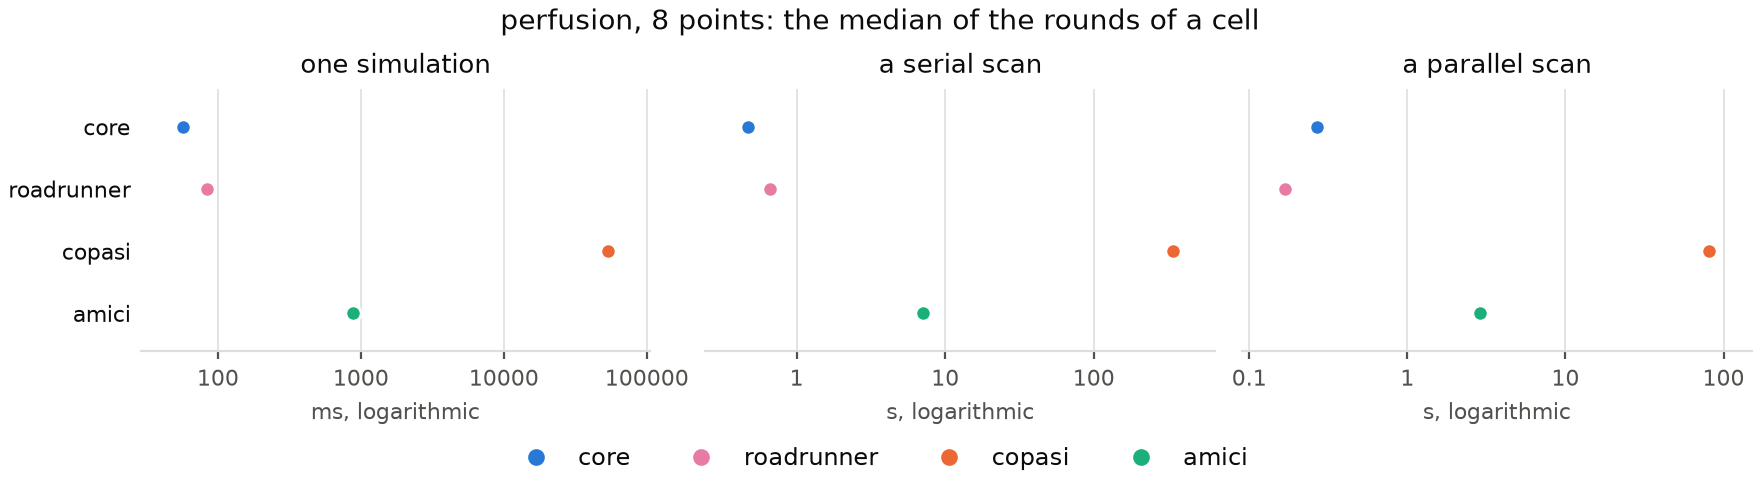 perfusion, 8 points: the median of the rounds of a cell
one simulation
a serial scan
a parallel scan
core
roadrunner
copasi
amici
100 1000 10000 100000
1 10 100
0.1 1 10 100
ms, logarithmic
s, logarithmic
s, logarithmic
core roadrunner copasi amici